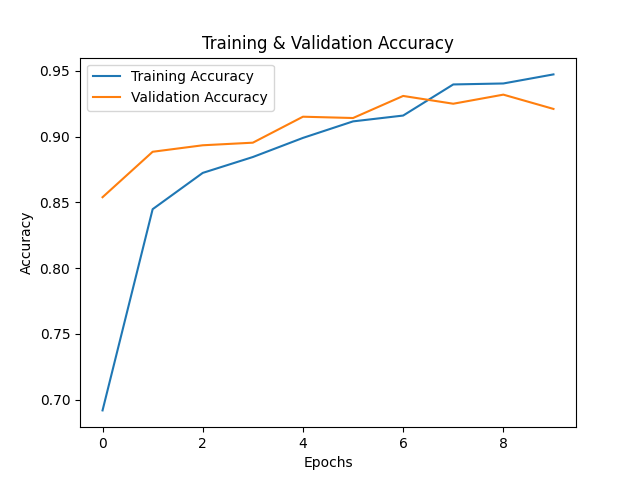 Training & Validation Accuracy
Training Accuracy
Validation Accuracy
0.95
0.90
0.85
0.80
0.75
0.70
Accuracy
0 2 4 6 8
Epochs